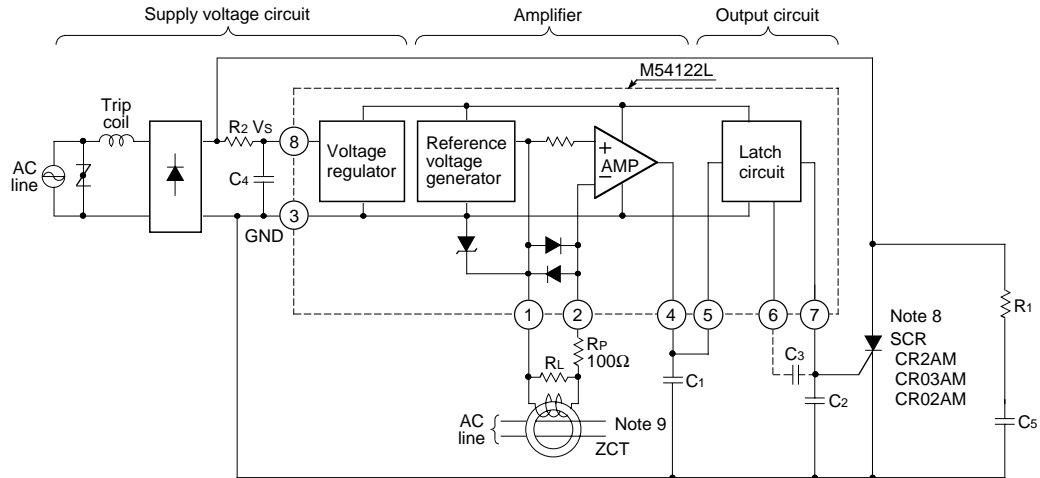 Supply voltage circuit
Amplifier
Output circuit
M54122L
Trip
coil
R2 VS
8
Voltage
regulator
Reference
voltage
generator
+
AMP
−
Latch
circuit
AC
line
C4
3
GND
1
2
4
5
6
7
RP
100Ω
RL
C1
C3
C2
Note 8
SCR
CR2AM
CR03AM
CR02AM
R1
C5
AC
line
Note 9
ZCT